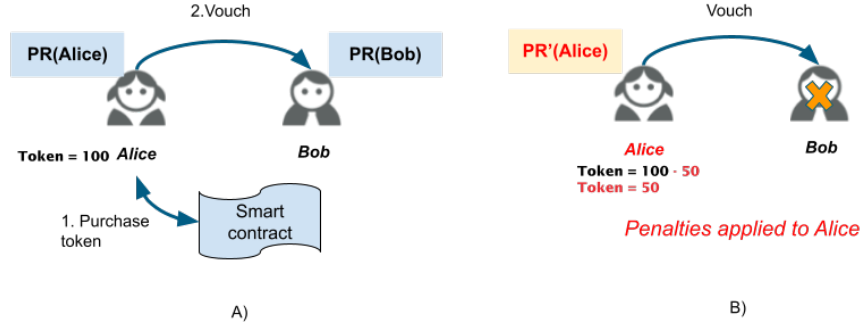 2.Vouch
PR(Alice)
PR(Bob)
Token = 100 Alice
Bob
1. Purchase
token
Smart
contract
A)
Vouch
PR’(Alice)
Alice
Bob
Token = 100 - 50
Token = 50
Penalties applied to Alice
B)